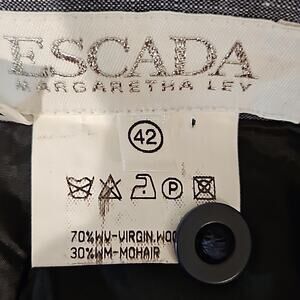 ESCADA
MARGARETHA LEY
42
P
70%WV-VIRGIN.WOO
30%WM-MOHAIR